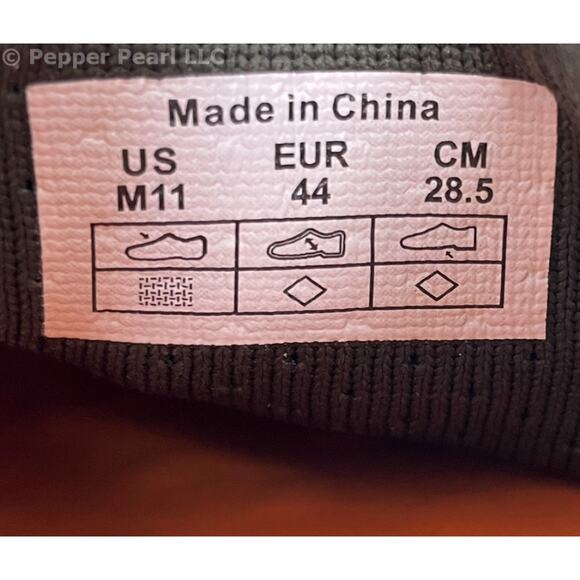 © Pepper Pearl LLC
Made in China
US EUR CM
M11 44 28.5